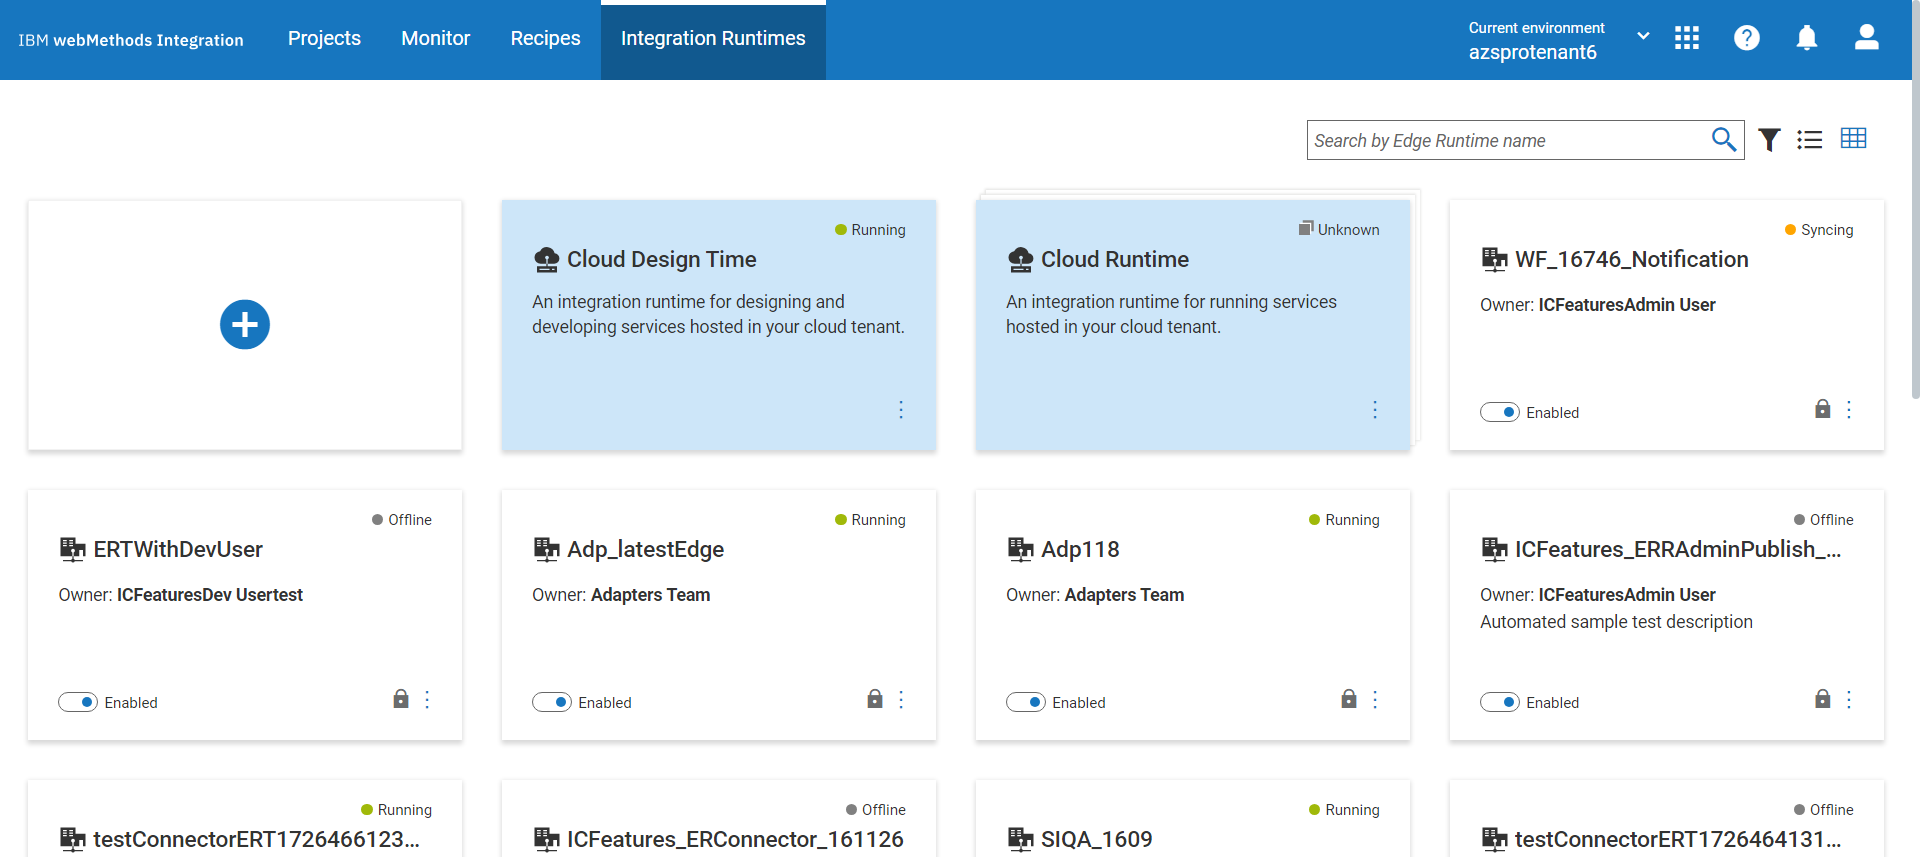 IBM webMethods Integration
Projects
Monitor
Recipes
Integration Runtimes
Current environment
azsprotenant6
Search by Edge Runtime name
Running
Cloud Design Time
An integration runtime for designing and
developing services hosted in your cloud tenant.
Unknown
Cloud Runtime
An integration runtime for running services
hosted in your cloud tenant.
Syncing
WF_16746_Notification
Owner: ICFeaturesAdmin User
Enabled
Offline
ERTWithDevUser
Owner: ICFeaturesDev Usertest
Enabled
Running
Adp_latestEdge
Owner: Adapters Team
Enabled
Running
Adp118
Owner: Adapters Team
Enabled
Offline
ICFeatures_ERRAdminPublish_...
Owner: ICFeaturesAdmin User
Automated sample test description
Enabled
Running
testConnectorERT1726466123...
Offline
ICFeatures_ERConnector_161126
Running
SIQA_1609
Offline
testConnectorERT1726464131...